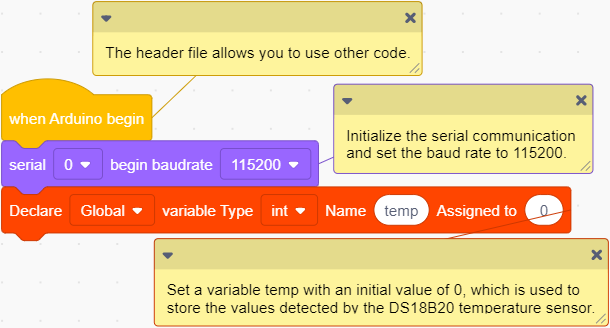 The header file allows you to use other code.
when Arduino begin
serial 0 begin baudrate 115200
Initialize the serial communication
and set the baud rate to 115200.
Declare Global variable Type int Name temp Assigned to 0
Set a variable temp with an initial value of 0, which is used to
store the values detected by the DS18B20 temperature sensor.